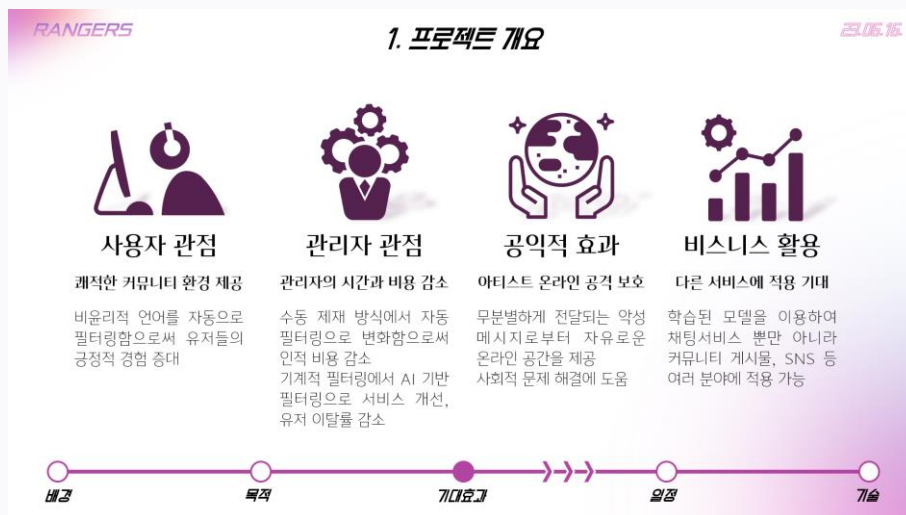 RANGERS
1. 프로젝트 개요
23.06.16
사용자 관점
쾌적한 커뮤니티 환경 제공
비윤리적 언어를 자동으로
필터링함으로써 유저들의
긍정적 경험 증대
관리자 관점
관리자의 시간과 비용 감소
수동 제재 방식에서 자동
필터링으로 변화함으로써
인적 비용 감소
기계적 필터링에서 AI 기반
필터링으로 서비스 개선,
유저 이탈률 감소
공익적 효과
아티스트 온라인 공격 보호
무분별하게 전달되는 악성
메시지로부터 자유로운
온라인 공간을 제공
사회적 문제 해결에 도움
비스니스 활용
다른 서비스에 적용 기대
학습된 모델을 이용하여
채팅서비스 뿐만 아니라
커뮤니티 게시물, SNS 등
여러 분야에 적용 가능
배경
목적
기대효과
일정
기술